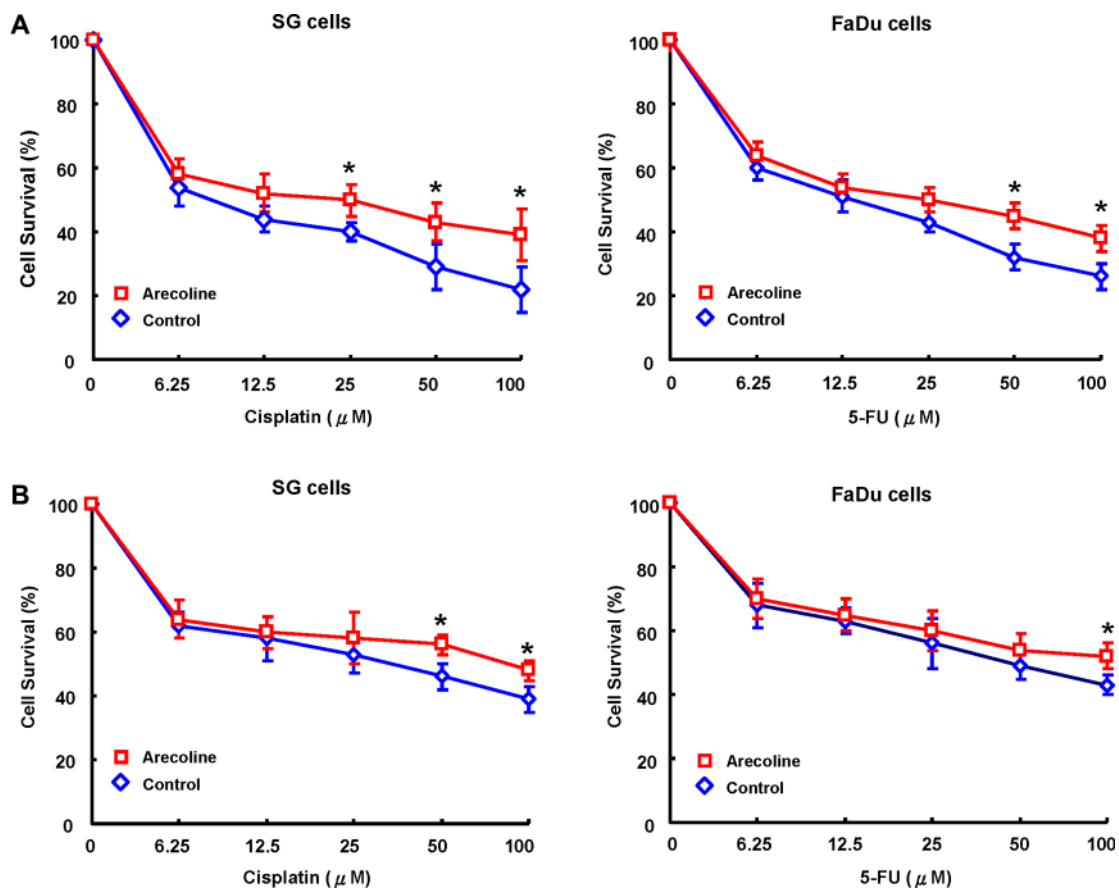 A
SG cells
100
80
60
40
20
0
Cell Survival (%)
* * *
Arecoline
Control
0 6.25 12.5 25 50 100
Cisplatin (μM)
FaDu cells
100
80
60
40
20
0
Cell Survival (%)
* *
Arecoline
Control
0 6.25 12.5 25 50 100
5-FU (μM)
B
SG cells
100
80
60
40
20
0
Cell Survival (%)
* *
Arecoline
Control
0 6.25 12.5 25 50 100
Cisplatin (μM)
FaDu cells
100
80
60
40
20
0
Cell Survival (%)
*
Arecoline
Control
0 6.25 12.5 25 50 100
5-FU (μM)